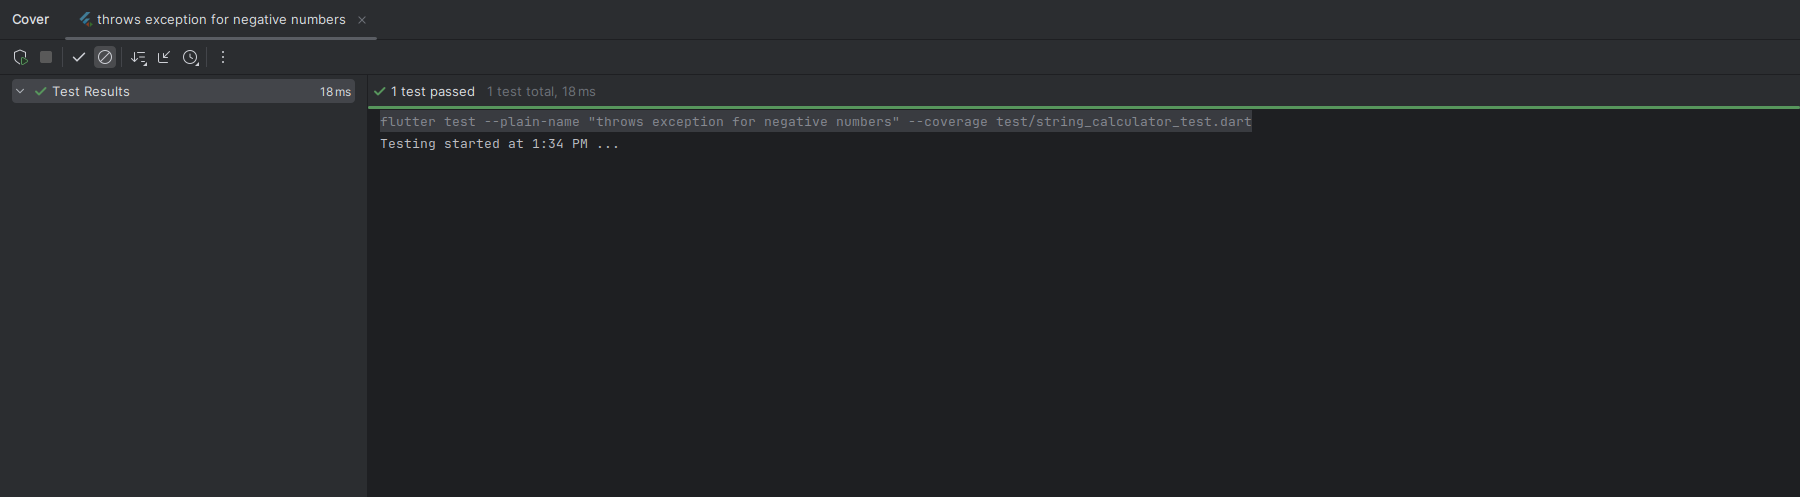 Cover throws exception for negative numbers
Test Results 18 ms
1 test passed 1 test total, 18 ms
flutter test --plain-name "throws exception for negative numbers" --coverage test/string_calculator_test.dart
Testing started at 1:34 PM ...